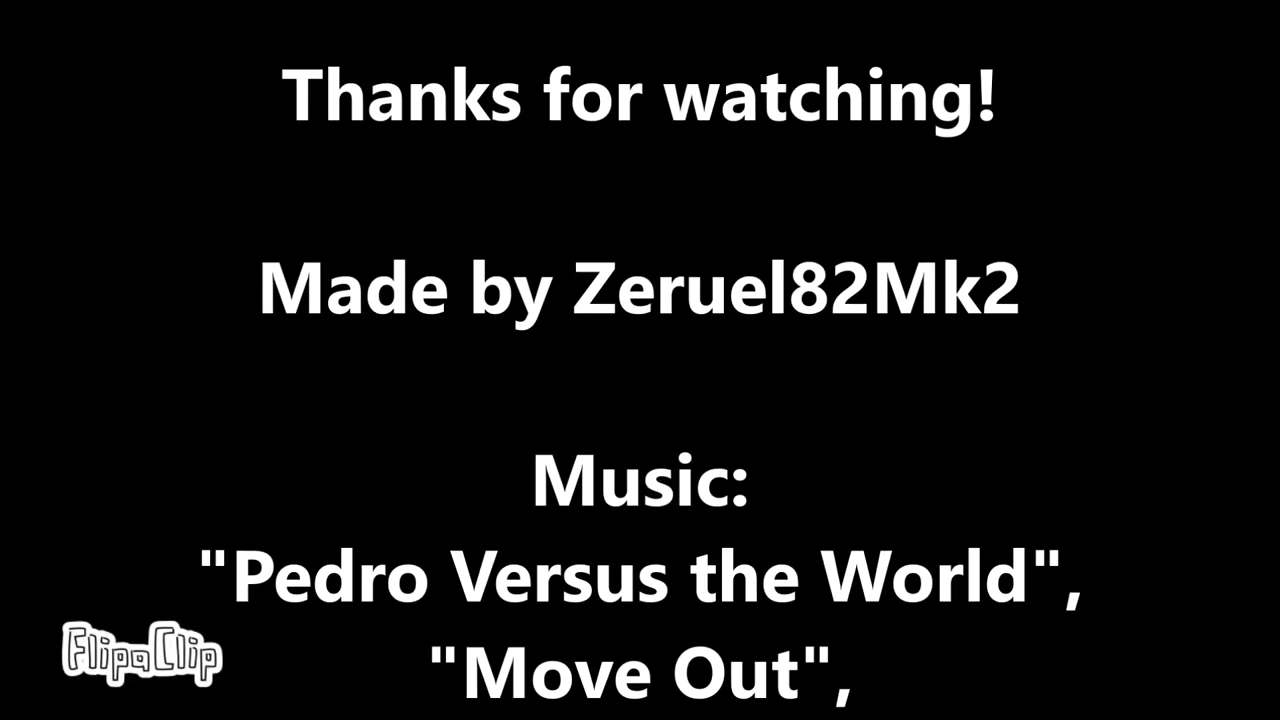 Thanks for watching!
Made by Zeruel82Mk2
Music:
"Pedro Versus the World",
FlipaClip
"Move Out",